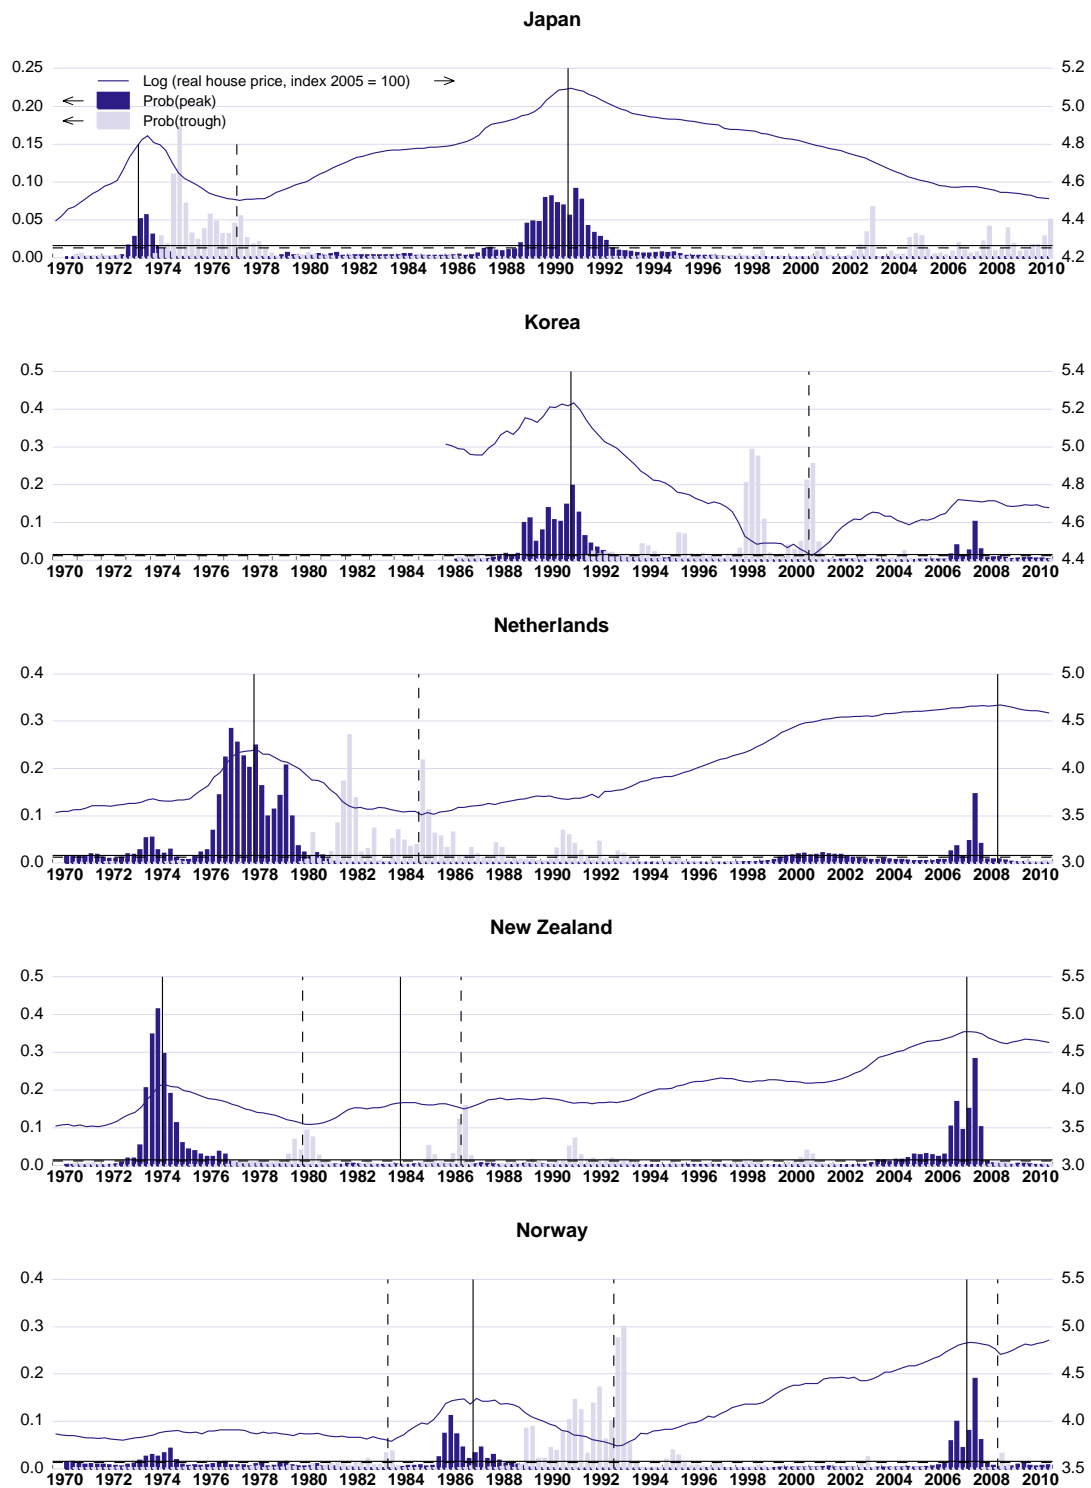 Japan
0.25 5.2
Log (real house price, index 2005 = 100)
Prob(peak)
0.20 5.0
Prob(trough)
0.15 4.8
0.10 4.6
0.05 4.4
0.00 4.2
1970 1972 1974 1976 1978 1980 1982 1984 1986 1988 1990 1992 1994 1996 1998 2000 2002 2004 2006 2008 2010
Korea
0.5 5.4
0.4 5.2
0.3 5.0
0.2 4.8
0.1 4.6
0.0 4.4
1970 1972 1974 1976 1978 1980 1982 1984 1986 1988 1990 1992 1994 1996 1998 2000 2002 2004 2006 2008 2010
Netherlands
0.4 5.0
0.3 4.5
0.2 4.0
0.1 3.5
0.0 3.0
1970 1972 1974 1976 1978 1980 1982 1984 1986 1988 1990 1992 1994 1996 1998 2000 2002 2004 2006 2008 2010
New Zealand
0.5 5.5
0.4 5.0
0.3 4.5
0.2 4.0
0.1 3.5
0.0 3.0
1970 1972 1974 1976 1978 1980 1982 1984 1986 1988 1990 1992 1994 1996 1998 2000 2002 2004 2006 2008 2010
Norway
0.4 5.5
0.3 5.0
0.2 4.5
0.1 4.0
0.0 3.5
1970 1972 1974 1976 1978 1980 1982 1984 1986 1988 1990 1992 1994 1996 1998 2000 2002 2004 2006 2008 2010